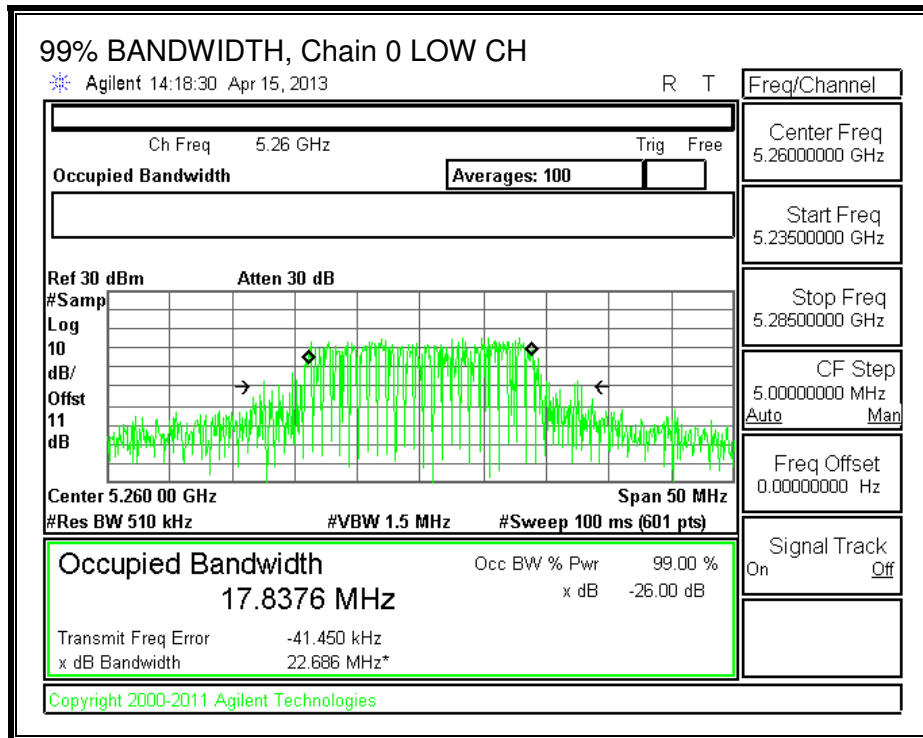 99% BANDWIDTH, Chain 0 LOW CH
Agilent 14:18:30 Apr 15, 2013 R T
Freq/Channel
Ch Freq 5.26 GHz Trig Free
Occupied Bandwidth Averages: 100
Center Freq
5.26000000 GHz
Start Freq
5.23500000 GHz
Stop Freq
5.28500000 GHz
CF Step
5.00000000 MHz
Auto Man
Freq Offset
0.00000000 Hz
Signal Track
On Off
Ref 30 dBm Atten 30 dB
#Samp
Log
10
dB/
Offst
11
dB
Center 5.260 00 GHz Span 50 MHz
#Res BW 510 kHz #VBW 1.5 MHz #Sweep 100 ms (601 pts)
Occupied Bandwidth Occ BW % Pwr 99.00 %
17.8376 MHz x dB -26.00 dB
Transmit Freq Error -41.450 kHz
x dB Bandwidth 22.686 MHz*
Copyright 2000-2011 Agilent Technologies